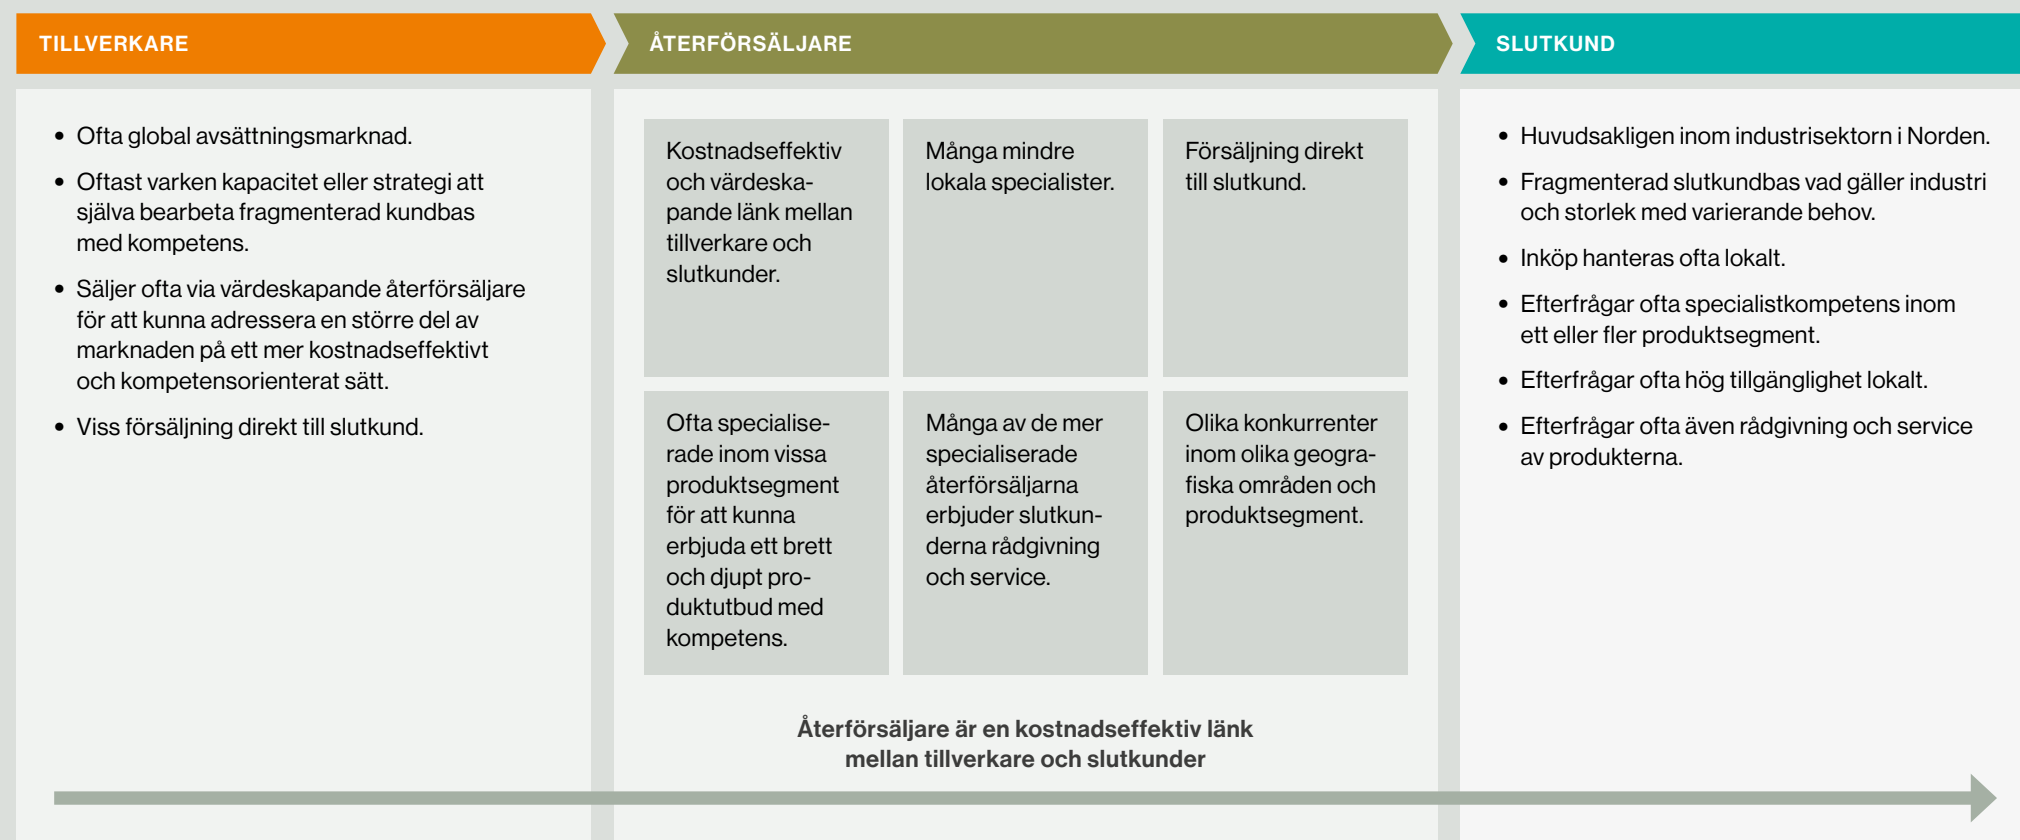 TILLVERKARE
• Ofta global avsättningsmarknad.
• Oftast varken kapacitet eller strategi att
själva bearbeta fragmenterad kundbas
med kompetens.
• Säljer ofta via värdeskapande återförsäljare
för att kunna adressera en större del av
marknaden på ett mer kostnadseffektivt
och kompetensorienterat sätt.
• Viss försäljning direkt till slutkund.
ÅTERFÖRSÄLJARE
Kostnadseffektiv
och värdeska-
pande länk mellan
tillverkare och
slutkunder.
Många mindre
lokala specialister.
Försäljning direkt
till slutkund.
Ofta specialise-
rade inom vissa
produktsegment
för att kunna
erbjuda ett brett
och djupt pro-
duktutbud med
kompetens.
Många av de mer
specialiserade
återförsäljarna
erbjuder slutkun-
derna rådgivning
och service.
Olika konkurrenter
inom olika geogra-
fiska områden och
produktsegment.
Återförsäljare är en kostnadseffektiv länk
mellan tillverkare och slutkunder
SLUTKUND
• Huvudsakligen inom industrisektorn i Norden.
• Fragmenterad slutkundbas vad gäller industri
och storlek med varierande behov.
• Inköp hanteras ofta lokalt.
• Efterfrågar ofta specialistkompetens inom
ett eller fler produktsegment.
• Efterfrågar ofta hög tillgänglighet lokalt.
• Efterfrågar ofta även rådgivning och service
av produkterna.